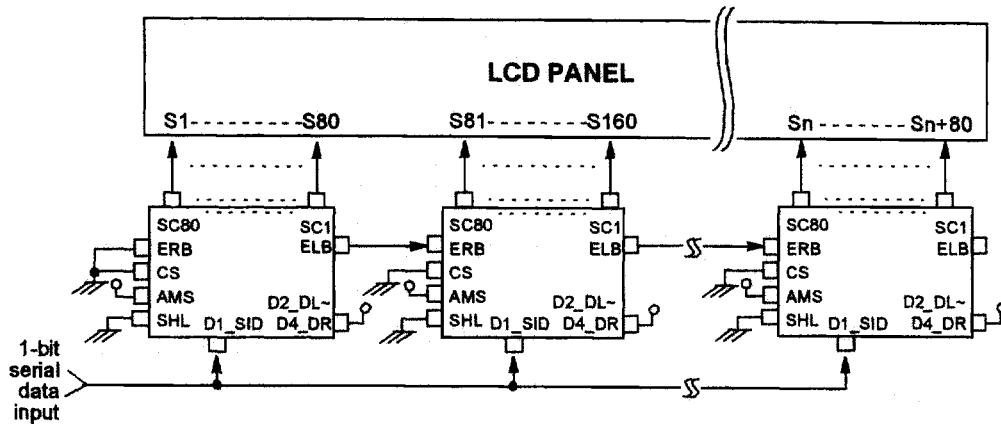 LCD PANEL
S1 - - - - - - - - - S80 S81 - - - - - - - S160 Sn - - - - - - - Sn+80
SC80 SC1 SC80 SC1 SC80 SC1
ERB ELB ERB ELB ERB ELB
CS CS CS
AMS D2_DL~ AMS D2_DL~ AMS D2_DL~
SHL D1_SID D4_DR SHL D1_SID D4_DR SHL D1_SID D4_DR
1-bit
serial
data
input